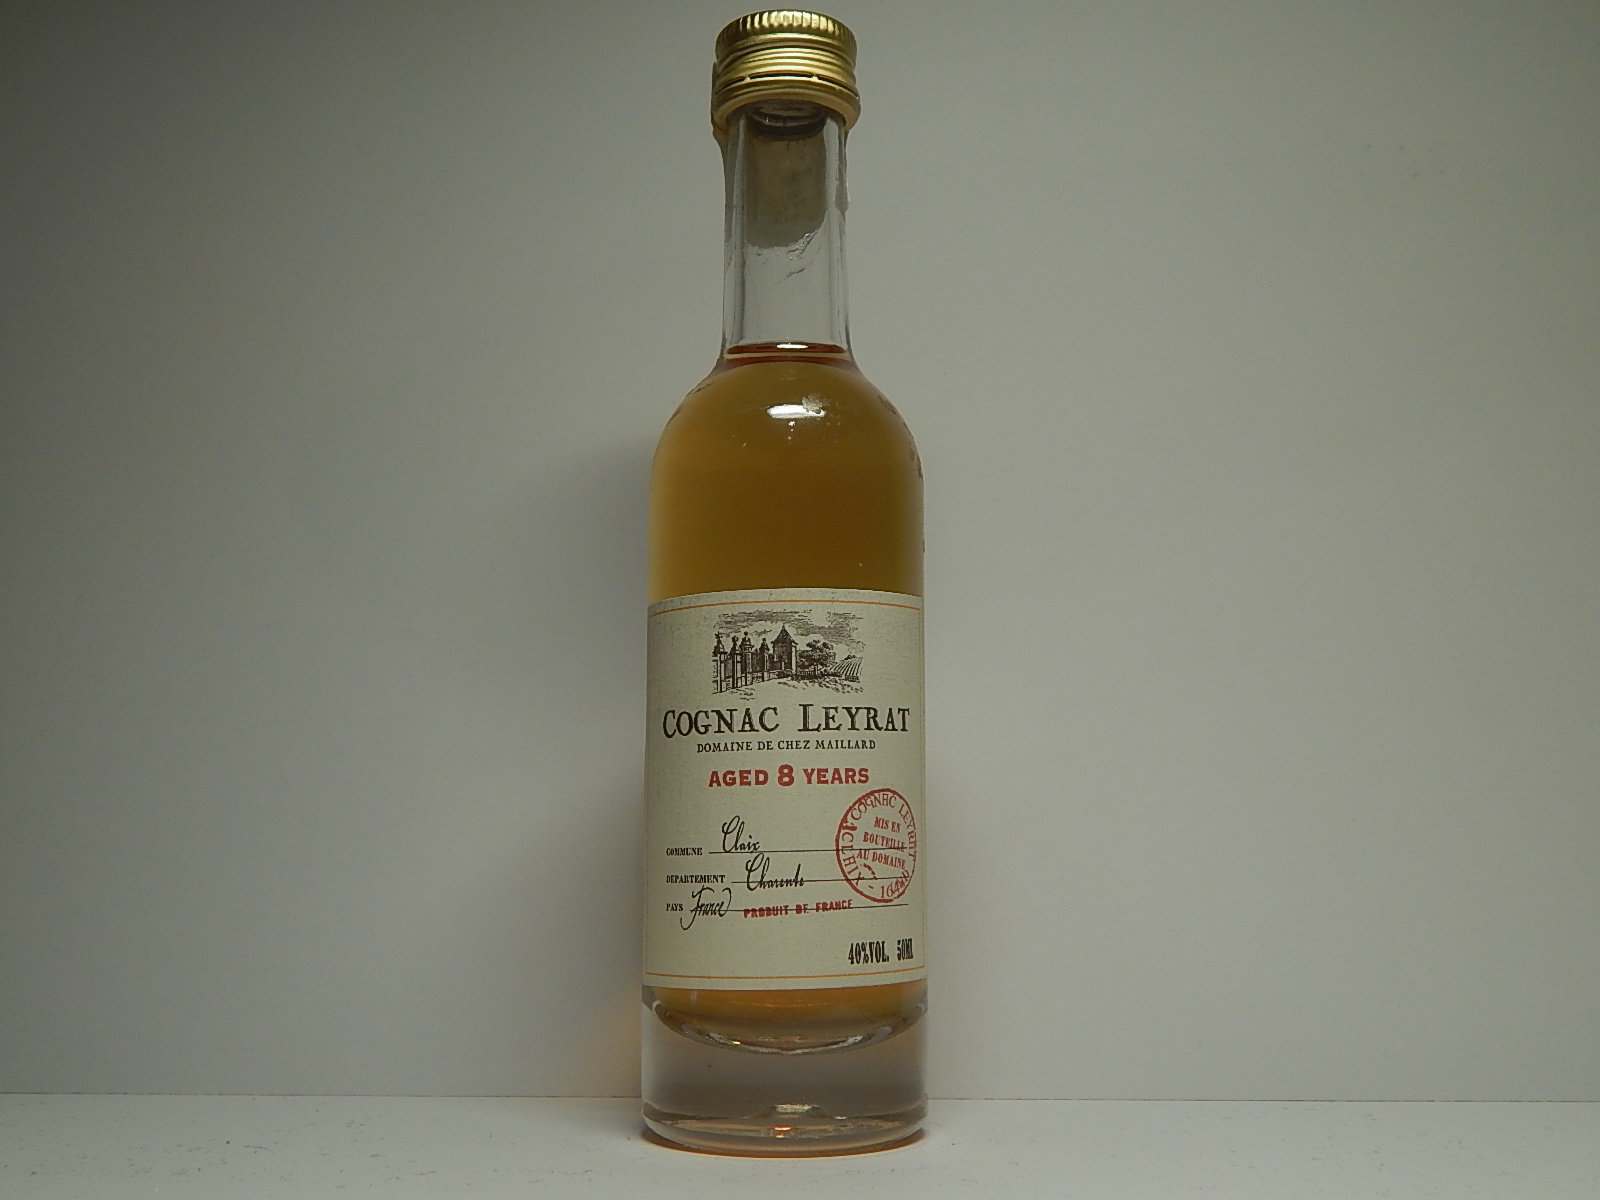 COGNAC LEYRAT
DOMAINE DE CHEZ MAILLARD
AGED 8 YEARS
COMMUNE Claix
DEPARTEMENT Charente
PAYS France PRODUIT DE FRANCE
COGNAC LEYRAT
MIS EN
BOUTEILLE
AU DOMAINE
CLAIX
40%VOL. 50ML